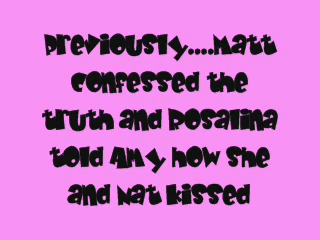 Previously....Matt
confessed the
truth and Rosalina
told Amy how she
and Nat kissed